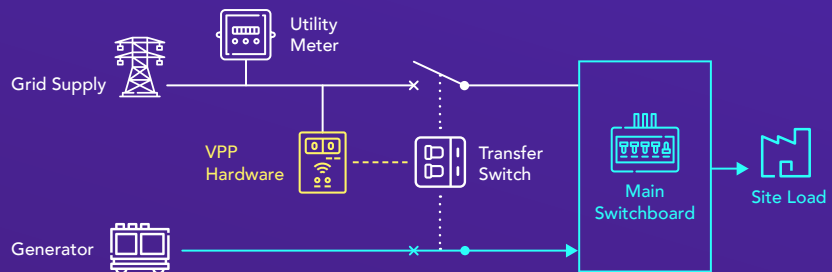 Utility
Meter
Grid Supply
VPP
Hardware
Transfer
Switch
Main
Switchboard
Site Load
Generator